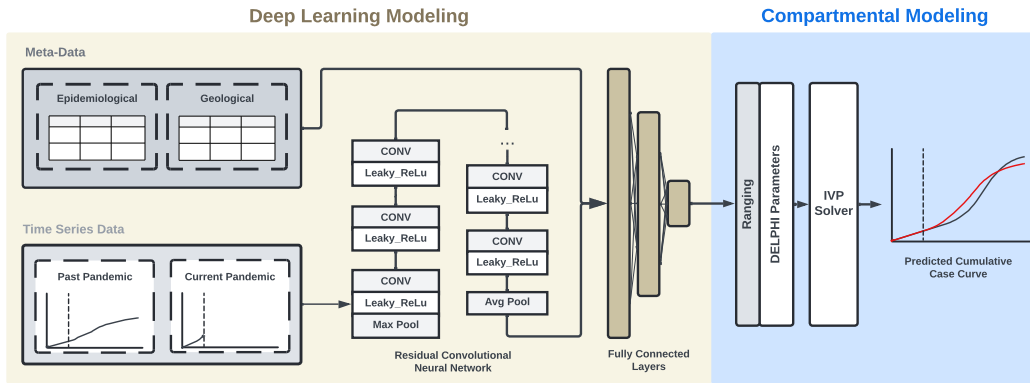 Deep Learning Modeling
Compartmental Modeling
Meta-Data
Epidemiological
Geological
Time Series Data
Past Pandemic
Current Pandemic
CONV
Leaky_ReLu
CONV
Leaky_ReLu
CONV
Leaky_ReLu
Max Pool
...
CONV
Leaky_ReLu
CONV
Leaky_ReLu
Avg Pool
Residual Convolutional
Neural Network
Fully Connected
Layers
Ranging
DELPHI Parameters
IVP
Solver
Predicted Cumulative
Case Curve